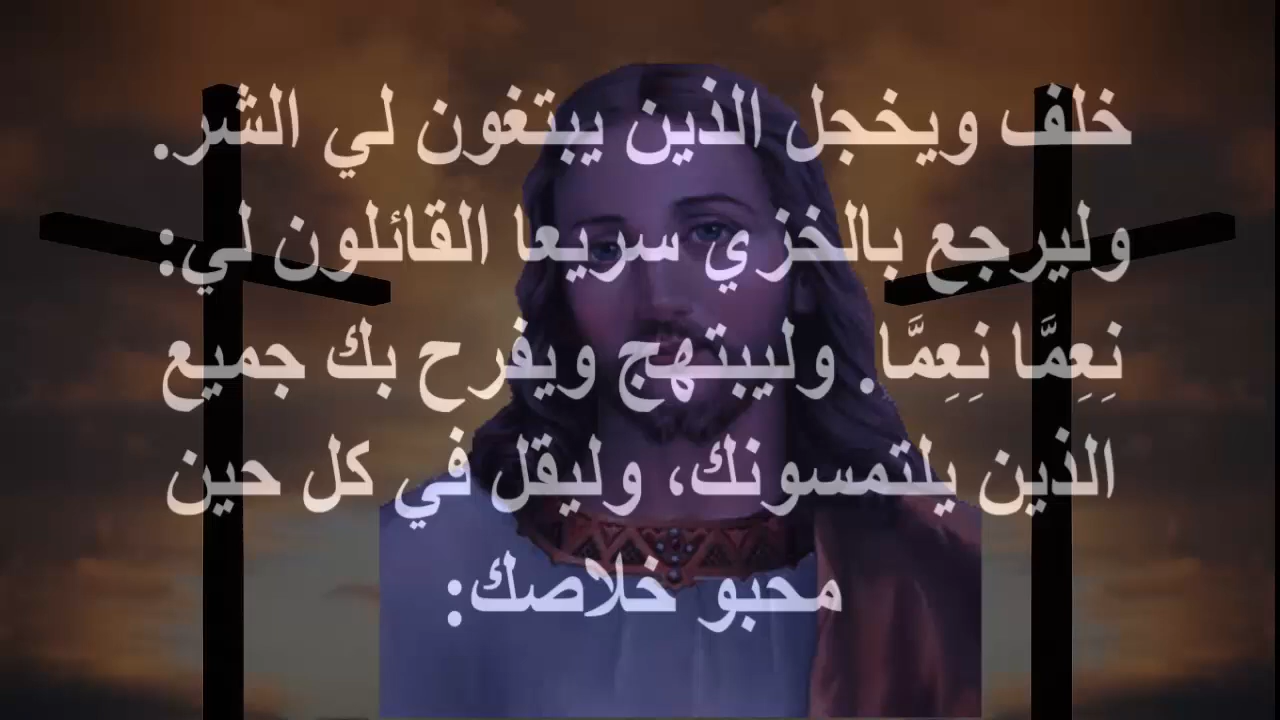 خلف ويخجل الذين يبتغون لي الشر.
وليرجع بالخزي سريعا القائلون لي:
نِعِمَّا نِعِمَّا. وليبتهج ويفرح بك جميع
الذين يلتمسونك، وليقل في كل حين
محبو خلاصك: